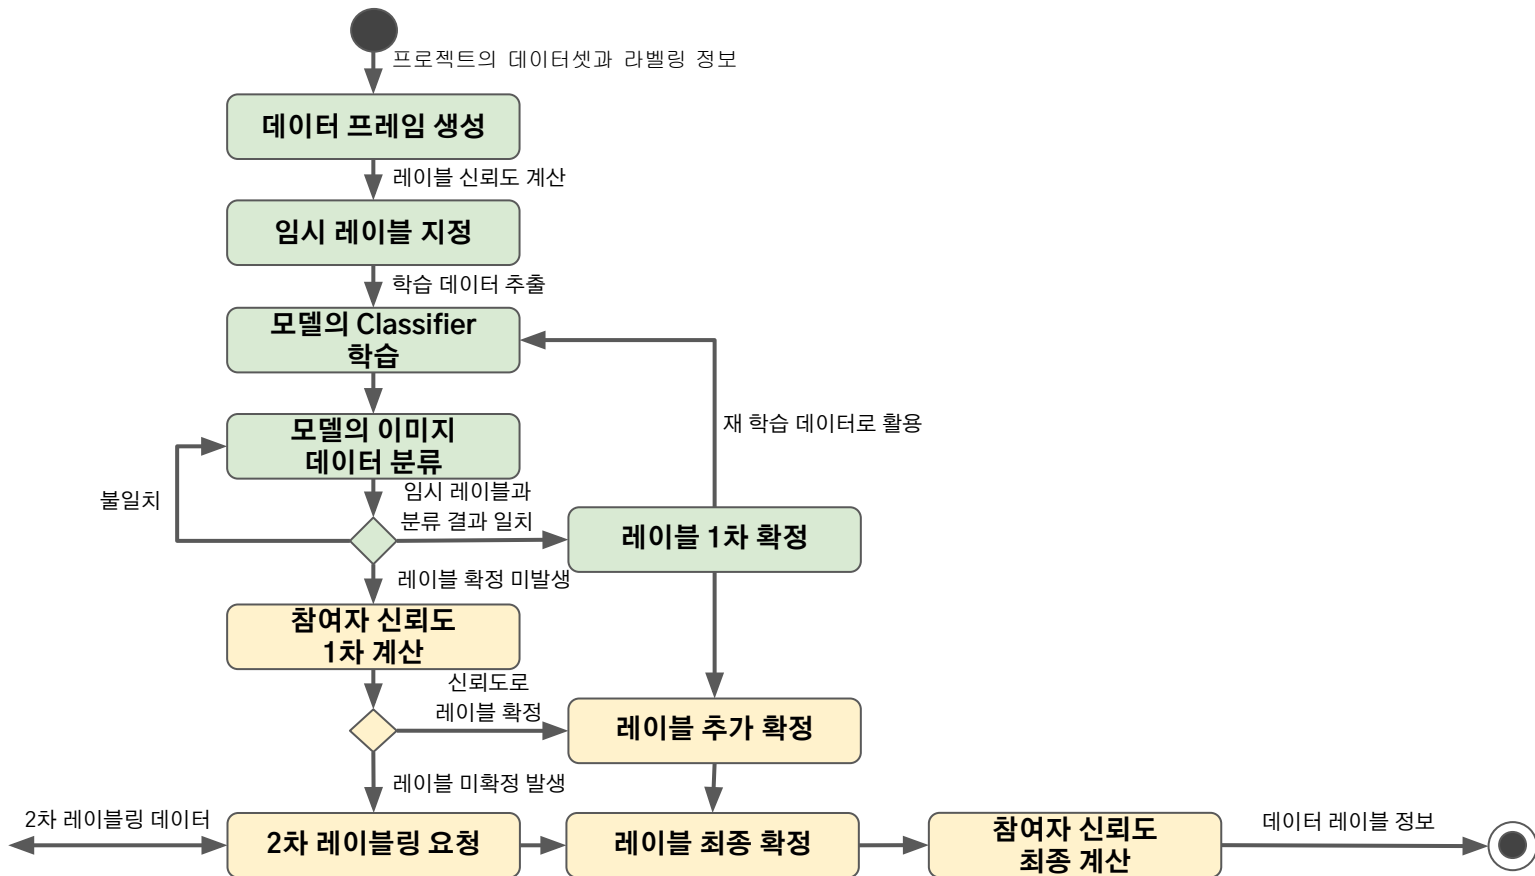 프로젝트의 데이터셋과 라벨링 정보
데이터 프레임 생성
레이블 신뢰도 계산
임시 레이블 지정
학습 데이터 추출
모델의 Classifier
학습
재 학습 데이터로 활용
모델의 이미지
데이터 분류
불일치
임시 레이블과
분류 결과 일치
레이블 1차 확정
레이블 확정 미발생
참여자 신뢰도
1차 계산
신뢰도로
레이블 확정
레이블 추가 확정
레이블 미확정 발생
2차 레이블링 데이터
2차 레이블링 요청
레이블 최종 확정
참여자 신뢰도
최종 계산
데이터 레이블 정보